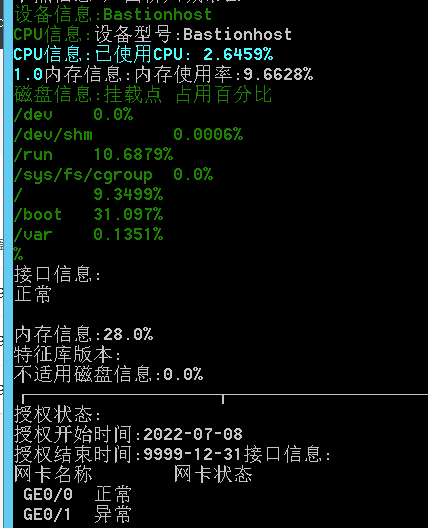 设备信息:Bastionhost
CPU信息:设备型号:Bastionhost
CPU信息:已使用CPU: 2.6459%
1.0内存信息:内存使用率:9.6628%
磁盘信息:挂载点 占用百分比
/dev 0.0%
/dev/shm 0.0006%
/run 10.6879%
/sys/fs/cgroup 0.0%
/ 9.3499%
/boot 31.097%
/var 0.1351%
%
接口信息:
正常
内存信息:28.0%
特征库版本:
不适用磁盘信息:0.0%
授权状态:
授权开始时间:2022-07-08
授权结束时间:9999-12-31接口信息:
网卡名称 网卡状态
GE0/0 正常
GE0/1 异常